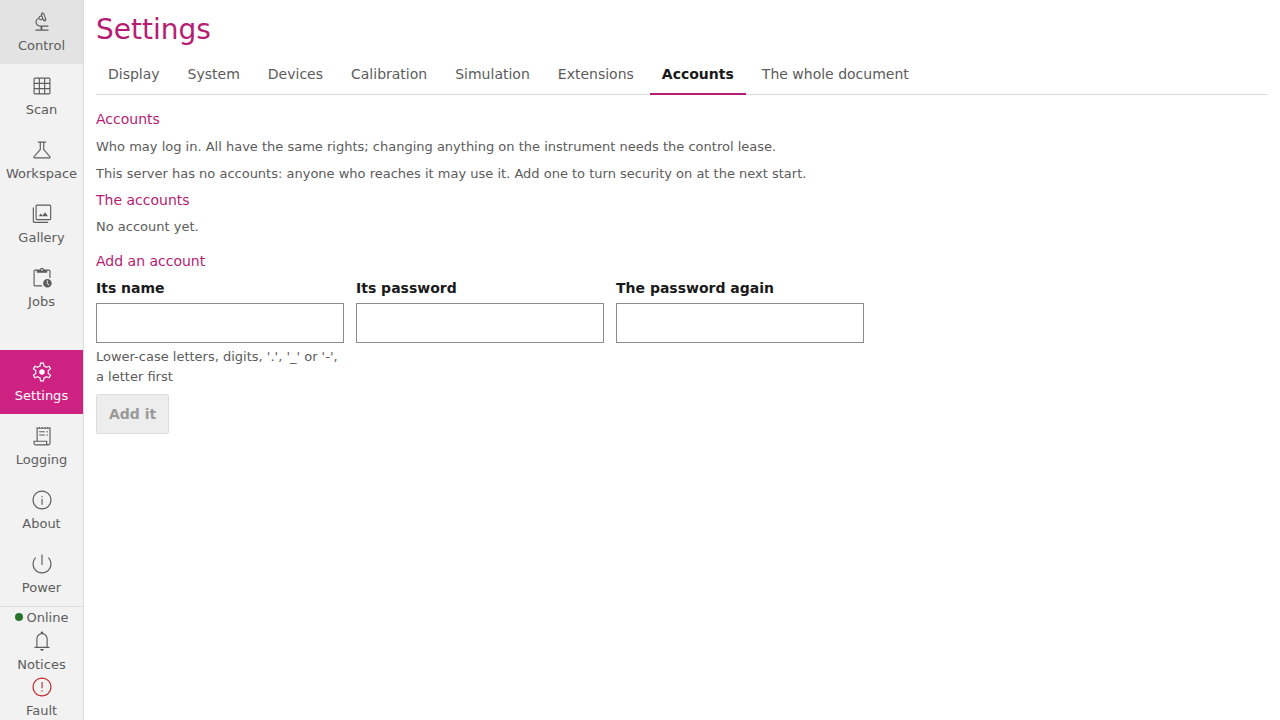 Settings
Control
Scan
Workspace
Gallery
Jobs
Settings
Logging
About
Power
Online
Notices
Fault
Display
System
Devices
Calibration
Simulation
Extensions
Accounts
The whole document
Accounts
Who may log in. All have the same rights; changing anything on the instrument needs the control lease.
This server has no accounts: anyone who reaches it may use it. Add one to turn security on at the next start.
The accounts
No account yet.
Add an account
Its name
Its password
The password again
Lower-case letters, digits, '.', '_' or '-',
a letter first
Add it